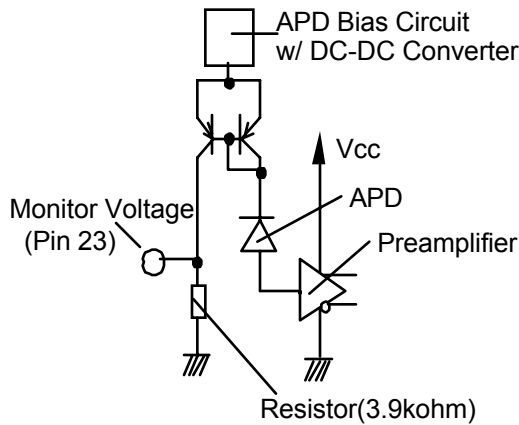 APD Bias Circuit
w/ DC-DC Converter
Vcc
APD
Monitor Voltage
(Pin 23)
Preamplifier
Resistor(3.9kohm)